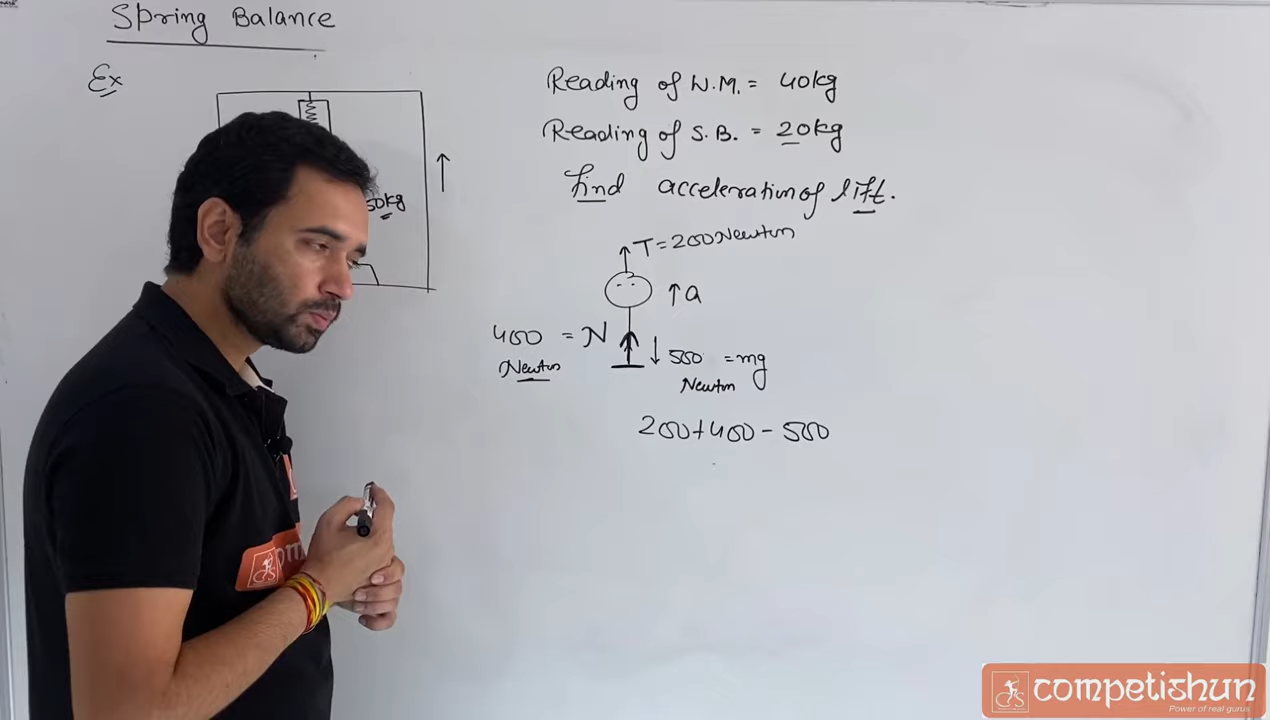 Spring Balance
Ex
50kg
Reading of W.M. = 40kg
Reading of S.B. = 20kg
Find acceleration of lift.
T = 200 Newton
↑ a
400 = N
Newton
↓ 500 = mg
Newton
200 + 400 - 500
competishun
Power of real gurus